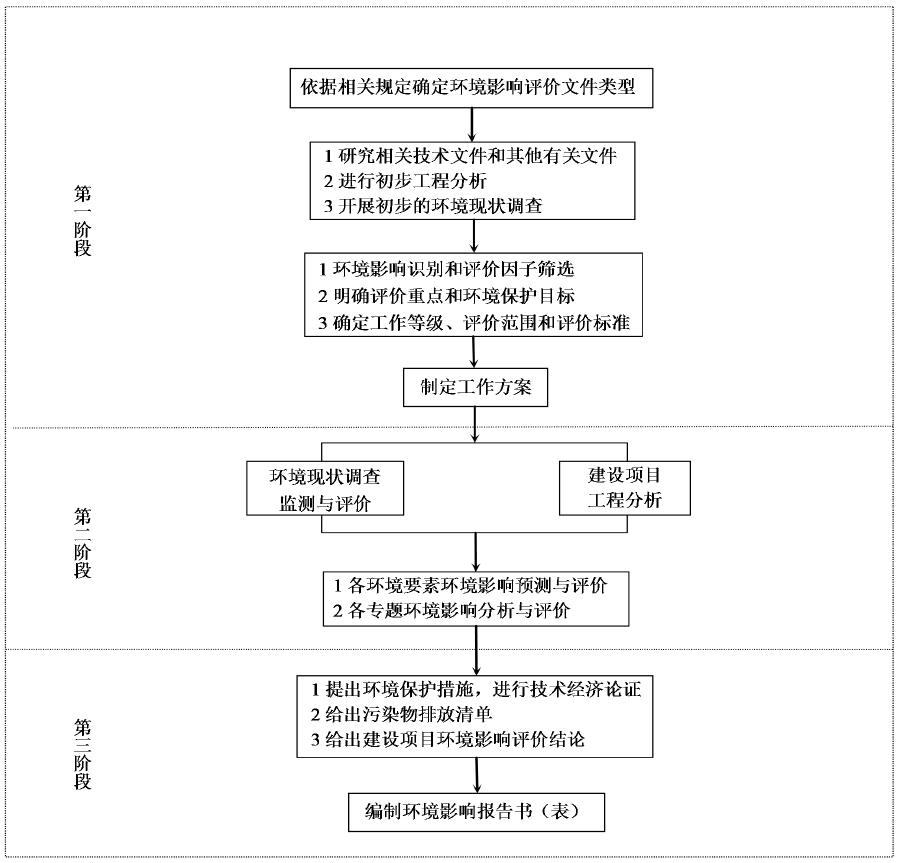 依据相关规定确定环境影响评价文件类型
第一阶段
1 研究相关技术文件和其他有关文件
2 进行初步工程分析
3 开展初步的环境现状调查
1 环境影响识别和评价因子筛选
2 明确评价重点和环境保护目标
3 确定工作等级、评价范围和评价标准
制定工作方案
第二阶段
环境现状调查
监测与评价
建设项目
工程分析
1 各环境要素环境影响预测与评价
2 各专题环境影响分析与评价
第三阶段
1 提出环境保护措施，进行技术经济论证
2 给出污染物排放清单
3 给出建设项目环境影响评价结论
编制环境影响报告书（表）